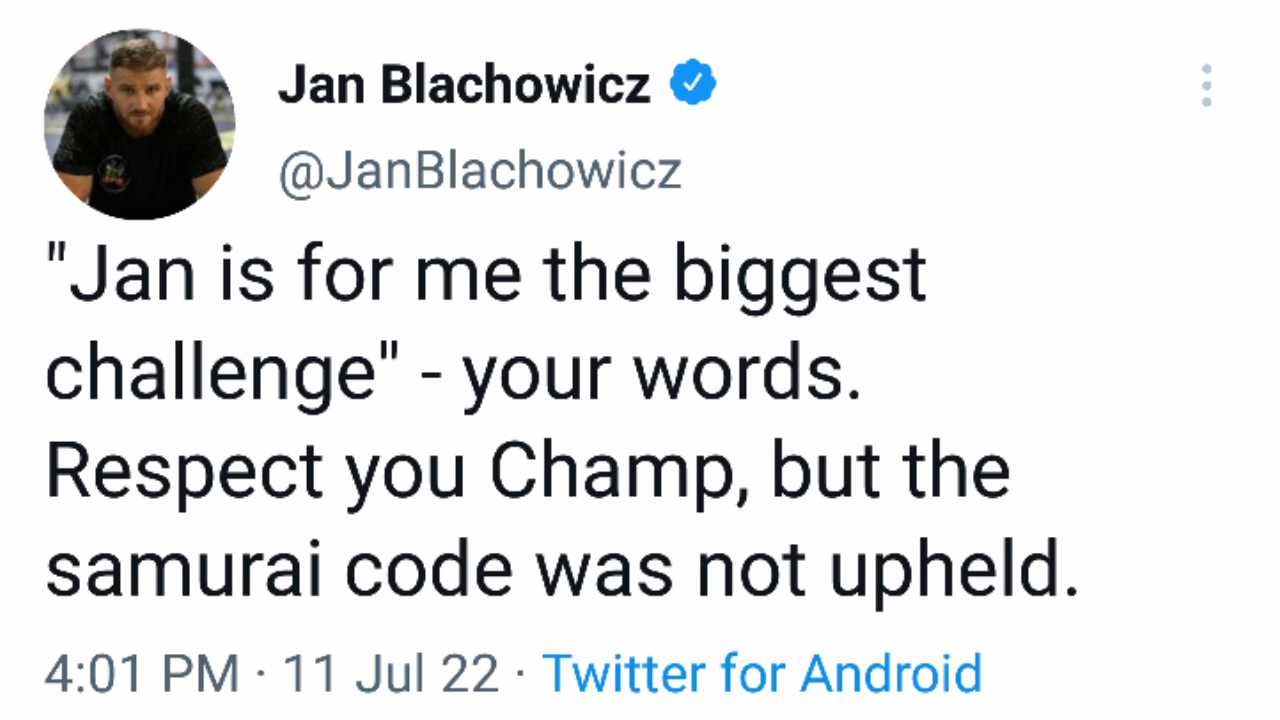 Jan Blachowicz
@JanBlachowicz
"Jan is for me the biggest
challenge" - your words.
Respect you Champ, but the
samurai code was not upheld.
4:01 PM · 11 Jul 22 · Twitter for Android